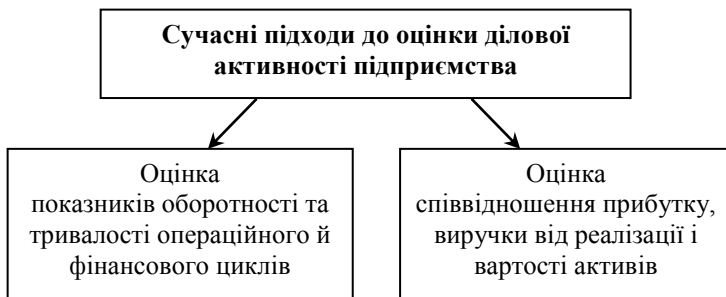 Сучасні підходи до оцінки ділової
активності підприємства
Оцінка
показників оборотності та
тривалості операційного й
фінансового циклів
Оцінка
співвідношення прибутку,
виручки від реалізації і
вартості активів